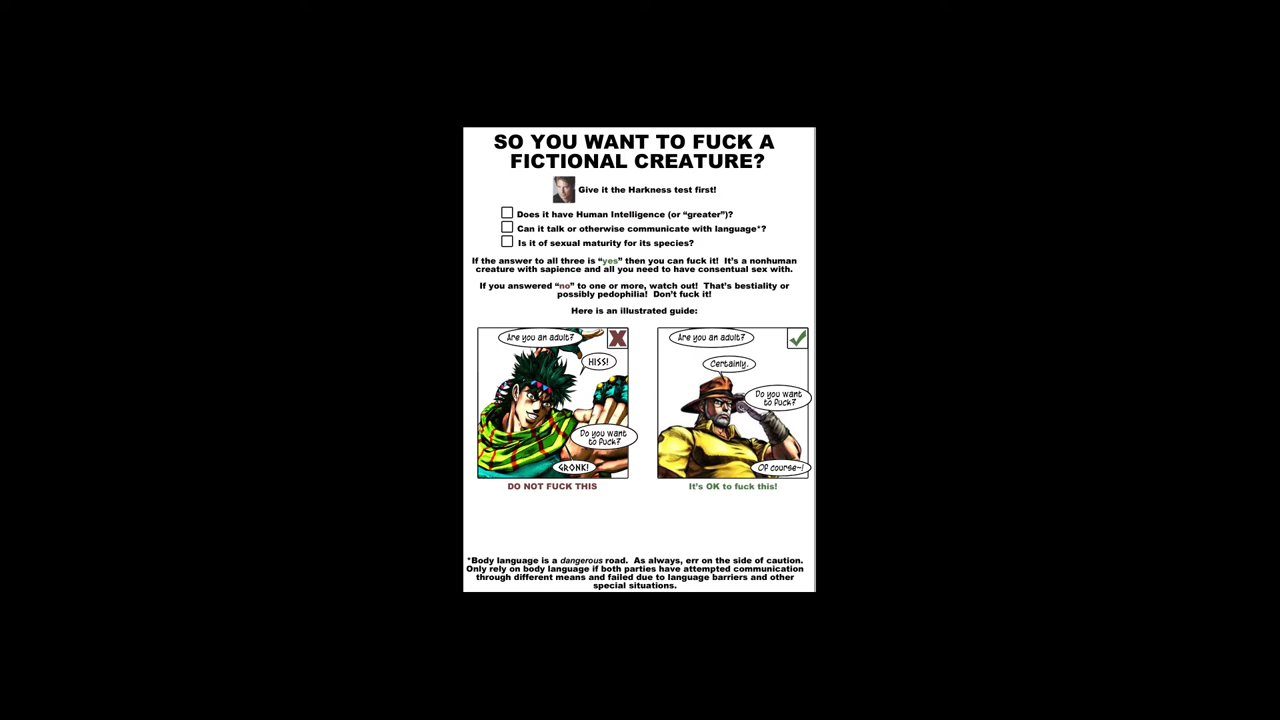 SO YOU WANT TO FUCK A
FICTIONAL CREATURE?
Give it the Harkness test first!
Does it have Human Intelligence (or “greater”)?
Can it talk or otherwise communicate with language*?
Is it of sexual maturity for its species?
If the answer to all three is “yes” then you can fuck it! It’s a nonhuman
creature with sapience and all you need to have consentual sex with.
If you answered “no” to one or more, watch out! That’s bestiality or
possibly pedophilia! Don’t fuck it!
Here is an illustrated guide:
Are you an adult?
HISS!
Do you want
to fuck?
GRONK!
DO NOT FUCK THIS
Are you an adult?
Certainly.
Do you want
to fuck?
Of course~!
It’s OK to fuck this!
*Body language is a dangerous road. As always, err on the side of caution.
Only rely on body language if both parties have attempted communication
through different means and failed due to language barriers and other
special situations.